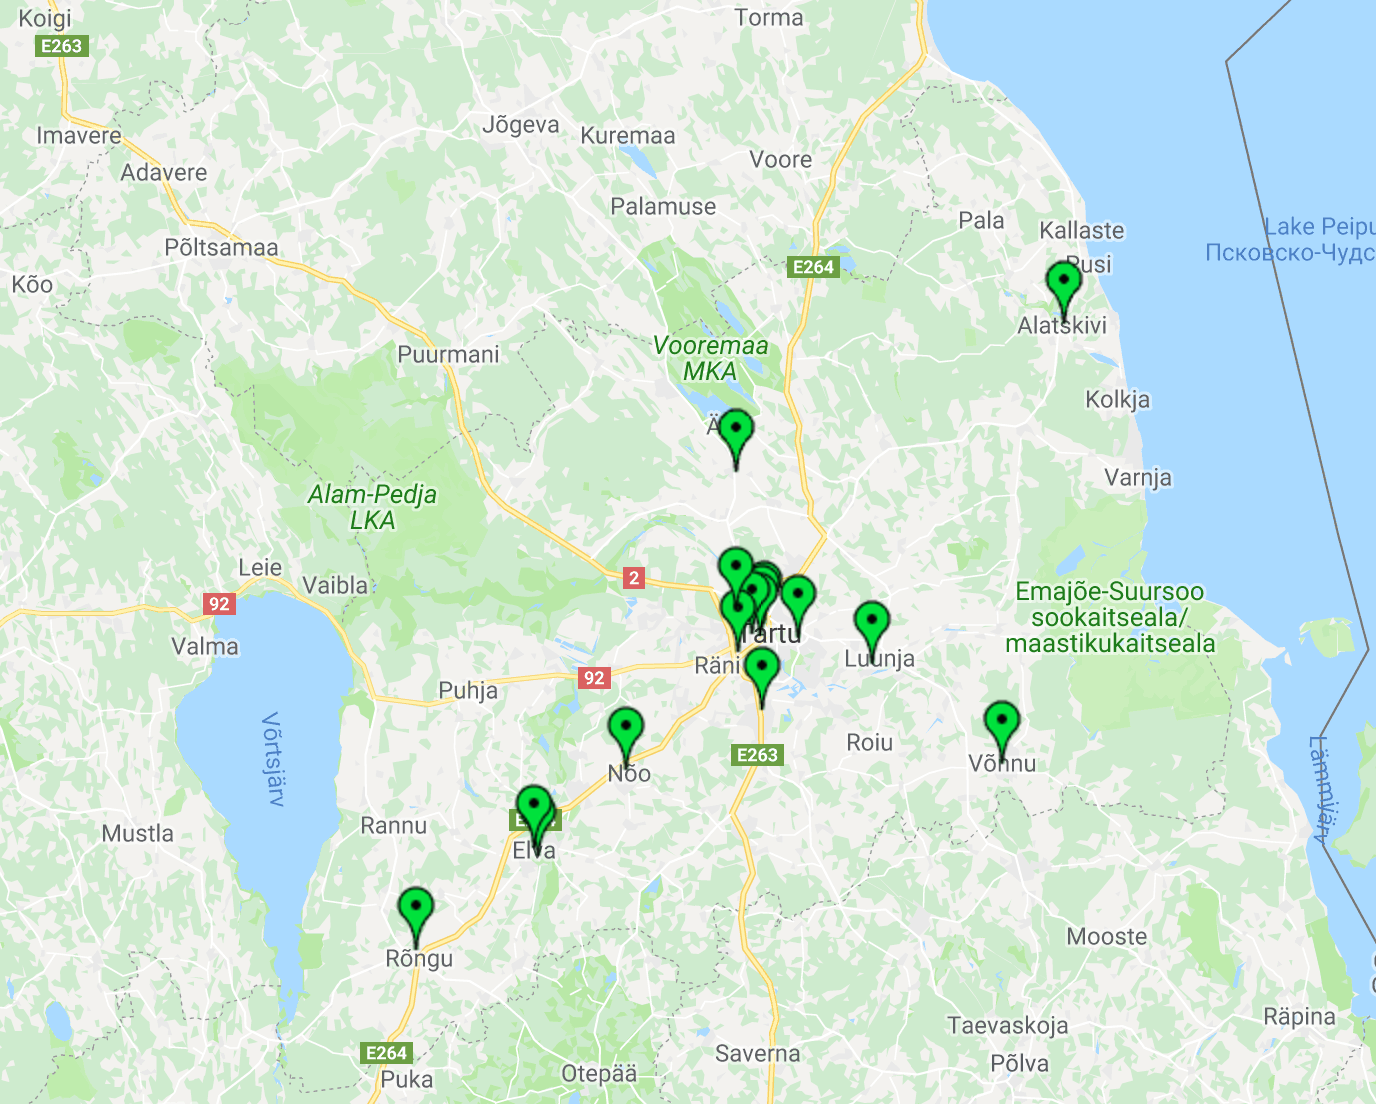 Koigi
Torma
E263
Imavere
Jõgeva
Kuremaa
Voore
Adavere
Palamuse
Pala
Kallaste
Lake Peipu
Псковско-Чудс
Põltsamaa
E264
Pusi
Kõo
Alatskivi
Vooremaa
MKA
Puurmani
Kolkja
Varnja
Alam-Pedja
LKA
Leie
Vaibla
2
92
Emajõe-Suursoo
sookaitseala/
maastikukaitseala
Valma
Tartu
Luunja
Räni
92
Puhja
Võrtsjärv
Roiu
E263
Võnnu
Nõo
Lämmijärv
Mustla
Rannu
Elva
Mooste
Rõngu
Räpina
Taevaskoja
E264
Saverna
Põlva
Puka
Otepää